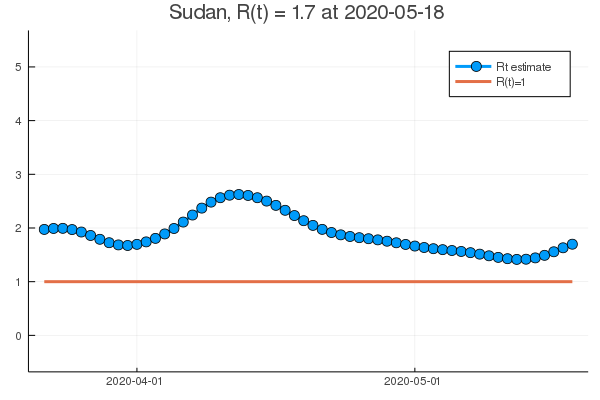 Sudan, R(t) = 1.7 at 2020-05-18
5
Rt estimate
R(t)=1
4
3
2
1
0
2020-04-01
2020-05-01